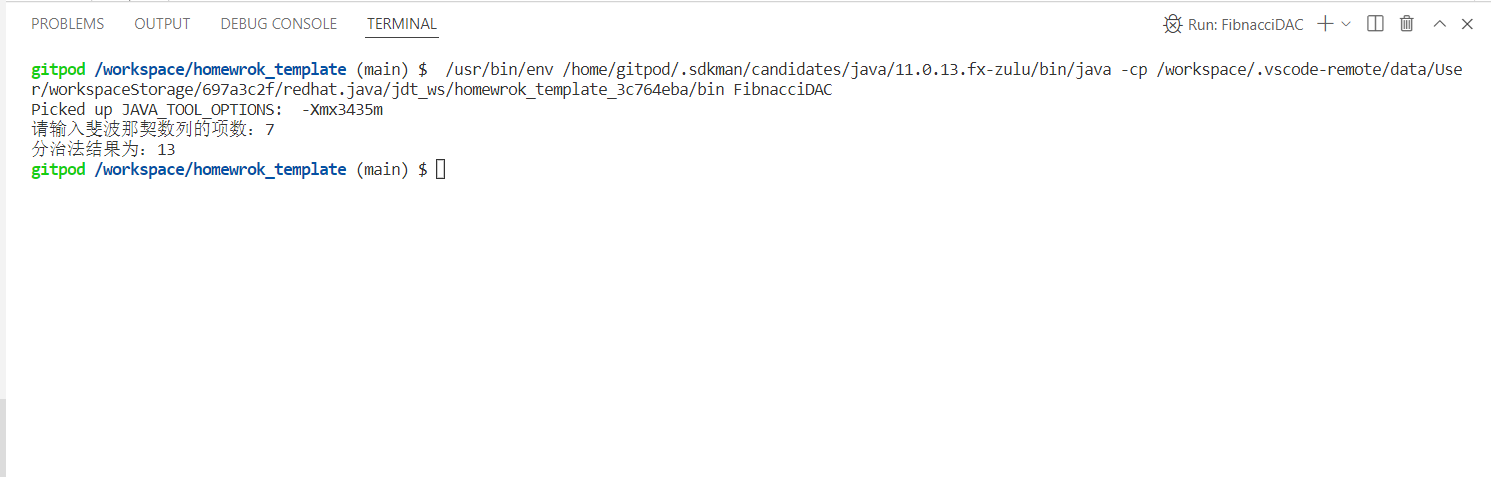 PROBLEMS OUTPUT DEBUG CONSOLE TERMINAL Run: FibnacciDAC
gitpod /workspace/homewrok_template (main) $  /usr/bin/env /home/gitpod/.sdkman/candidates/java/11.0.13.fx-zulu/bin/java -cp /workspace/.vscode-remote/data/Use
r/workspaceStorage/697a3c2f/redhat.java/jdt_ws/homewrok_template_3c764eba/bin FibnacciDAC
Picked up JAVA_TOOL_OPTIONS:  -Xmx3435m
请输入斐波那契数列的项数：7
分治法结果为：13
gitpod /workspace/homewrok_template (main) $